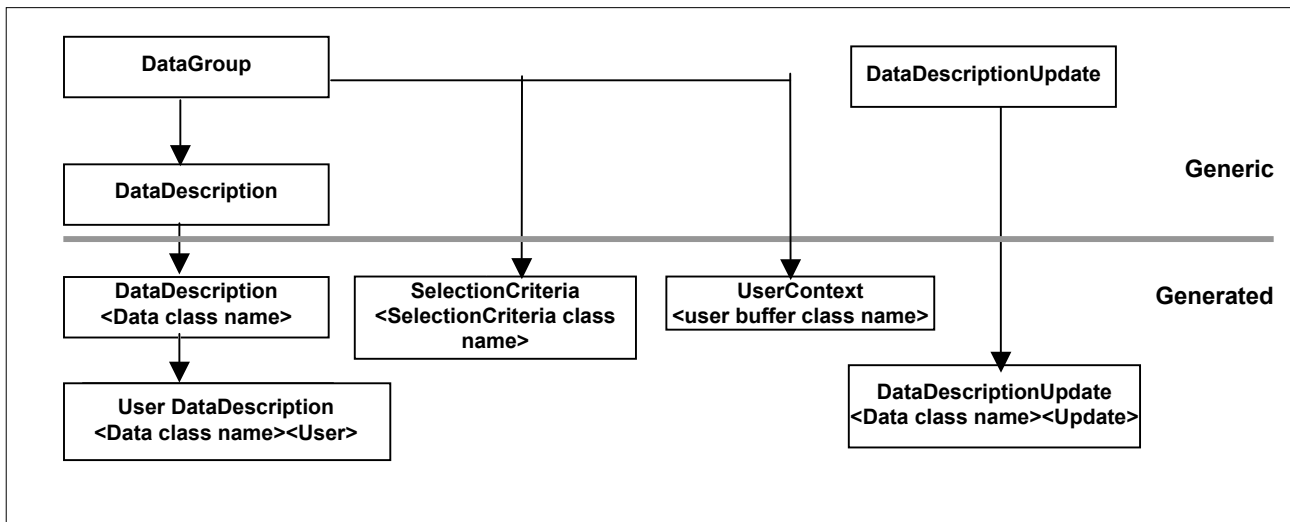 DataGroup
DataDescriptionUpdate
DataDescription
Generic
DataDescription
<Data class name>
SelectionCriteria
<SelectionCriteria class
name>
UserContext
<user buffer class name>
Generated
User DataDescription
<Data class name><User>
DataDescriptionUpdate
<Data class name><Update>